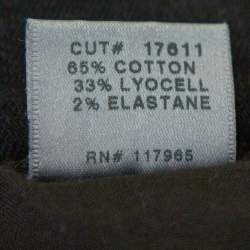 CUT# 17611
65% COTTON
33% LYOCELL
2% ELASTANE
RN# 117965